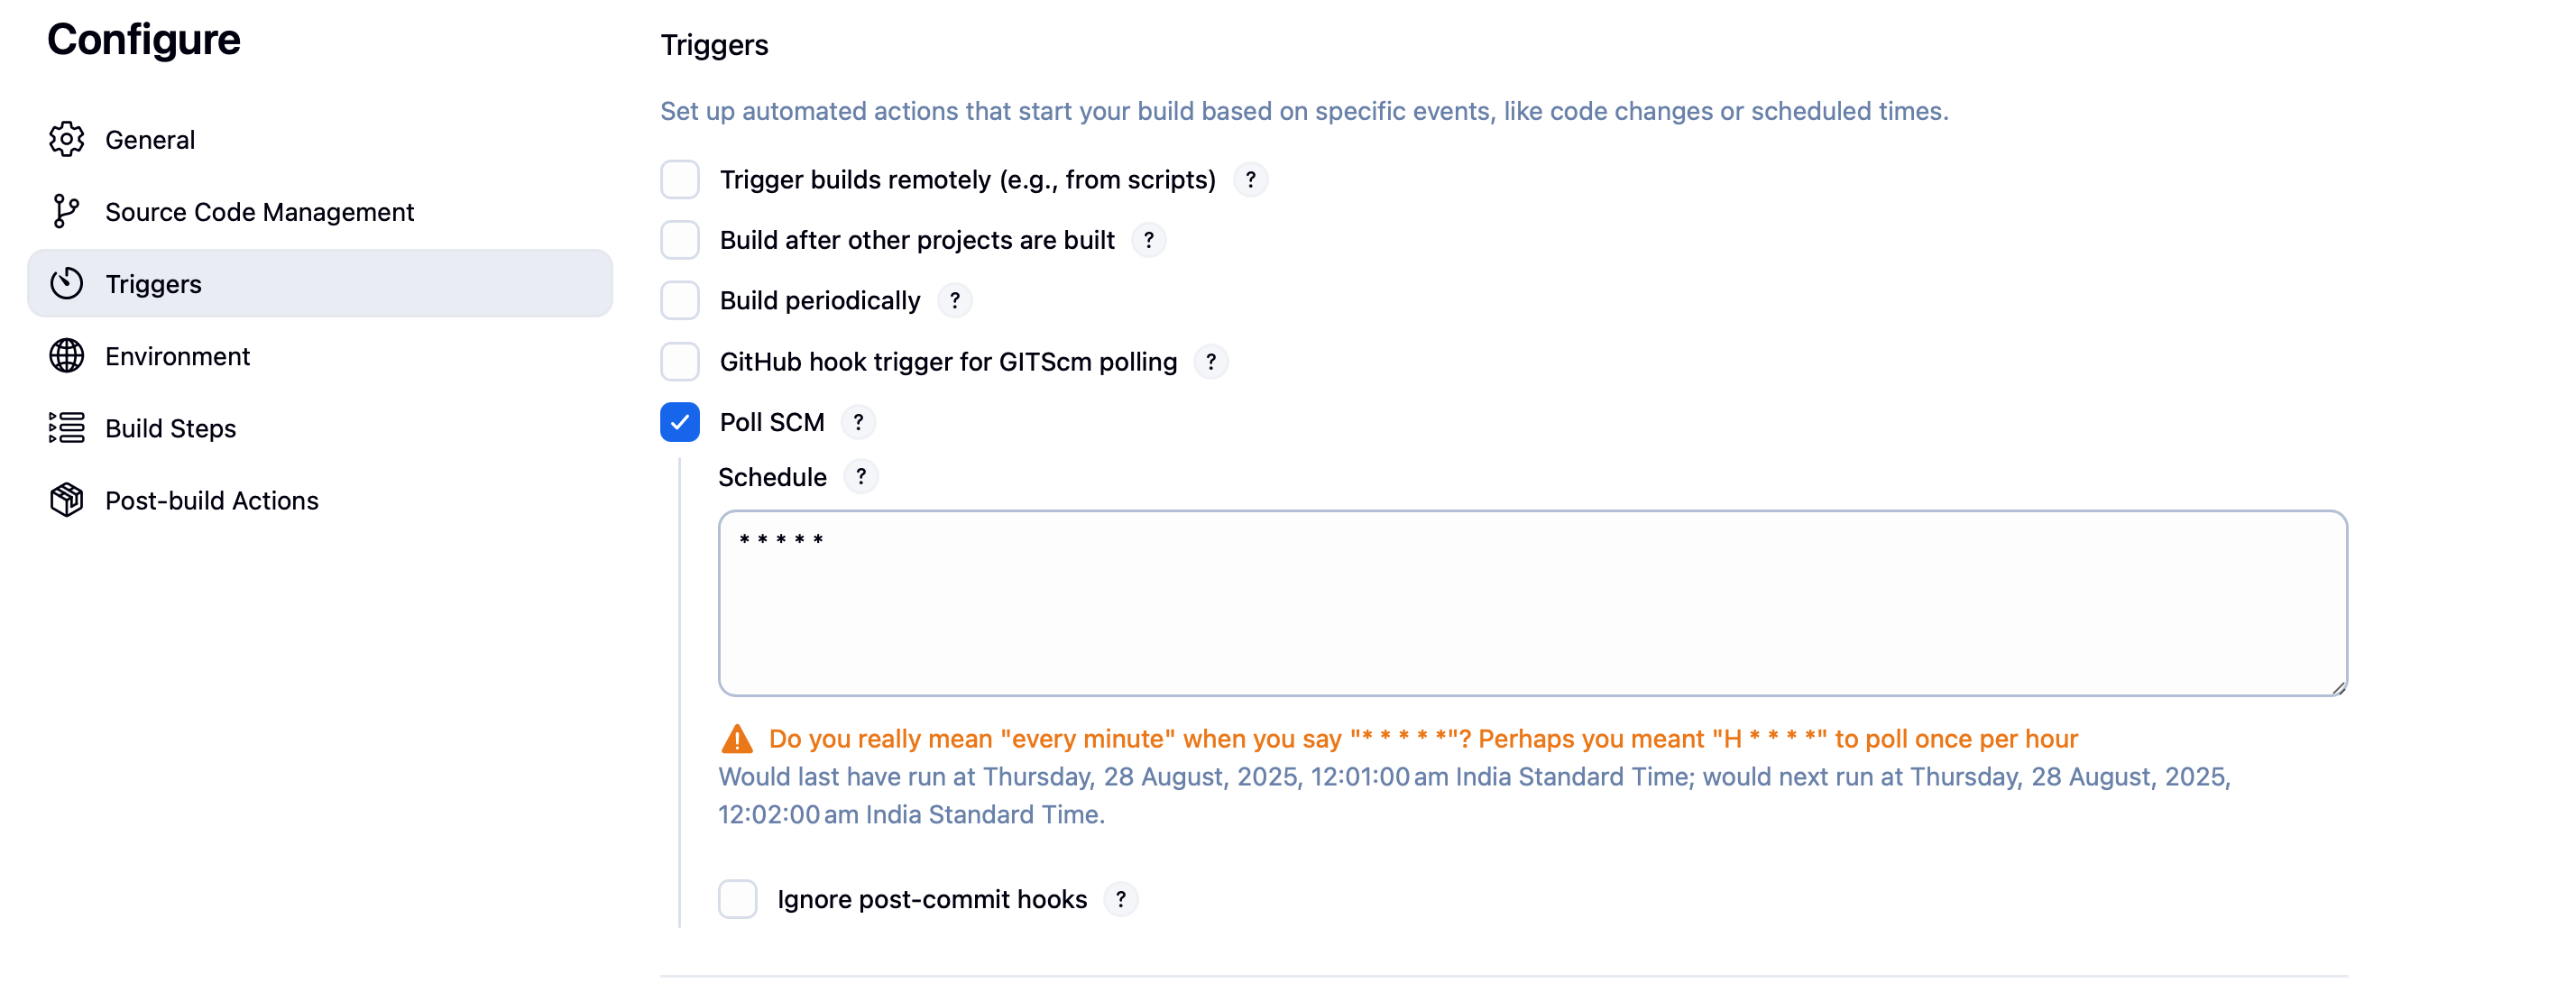 Configure
General
Source Code Management
Triggers
Environment
Build Steps
Post-build Actions
Triggers
Set up automated actions that start your build based on specific events, like code changes or scheduled times.
Trigger builds remotely (e.g., from scripts) ?
Build after other projects are built ?
Build periodically ?
GitHub hook trigger for GITScm polling ?
Poll SCM ?
Schedule ?
* * * * *
Do you really mean "every minute" when you say "* * * * *"? Perhaps you meant "H * * * *" to poll once per hour
Would last have run at Thursday, 28 August, 2025, 12:01:00 am India Standard Time; would next run at Thursday, 28 August, 2025,
12:02:00 am India Standard Time.
Ignore post-commit hooks ?